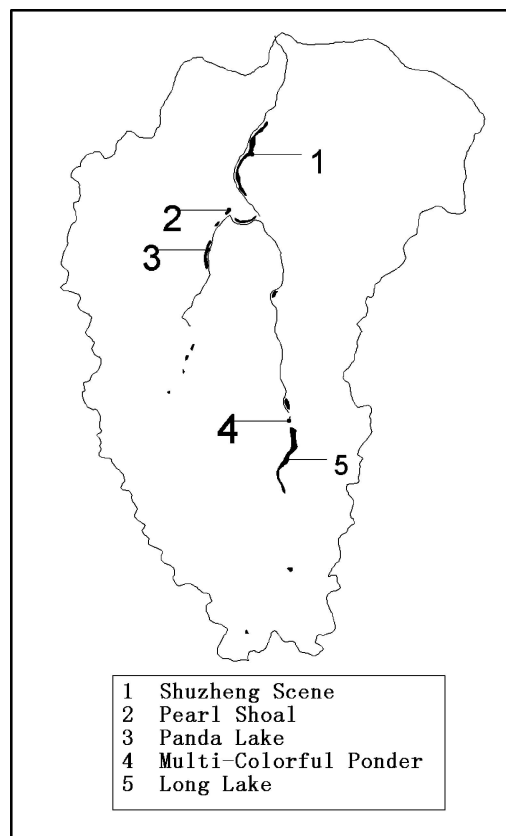 1
2
3
4
5
1 Shuzheng Scene
2 Pearl Shoal
3 Panda Lake
4 Multi-Colorful Ponder
5 Long Lake